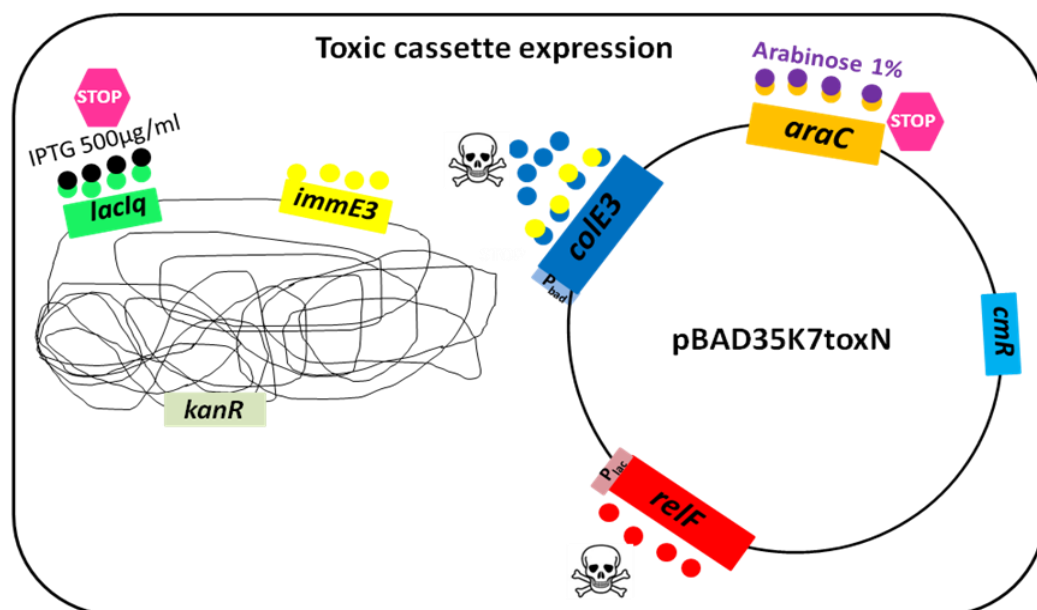 Toxic cassette expression
Arabinose 1%
STOP
STOP
IPTG 500µg/ml
araC
lacIq
immE3
colE3
Pbad
cmR
pBAD35K7toxN
kanR
Plac
relF